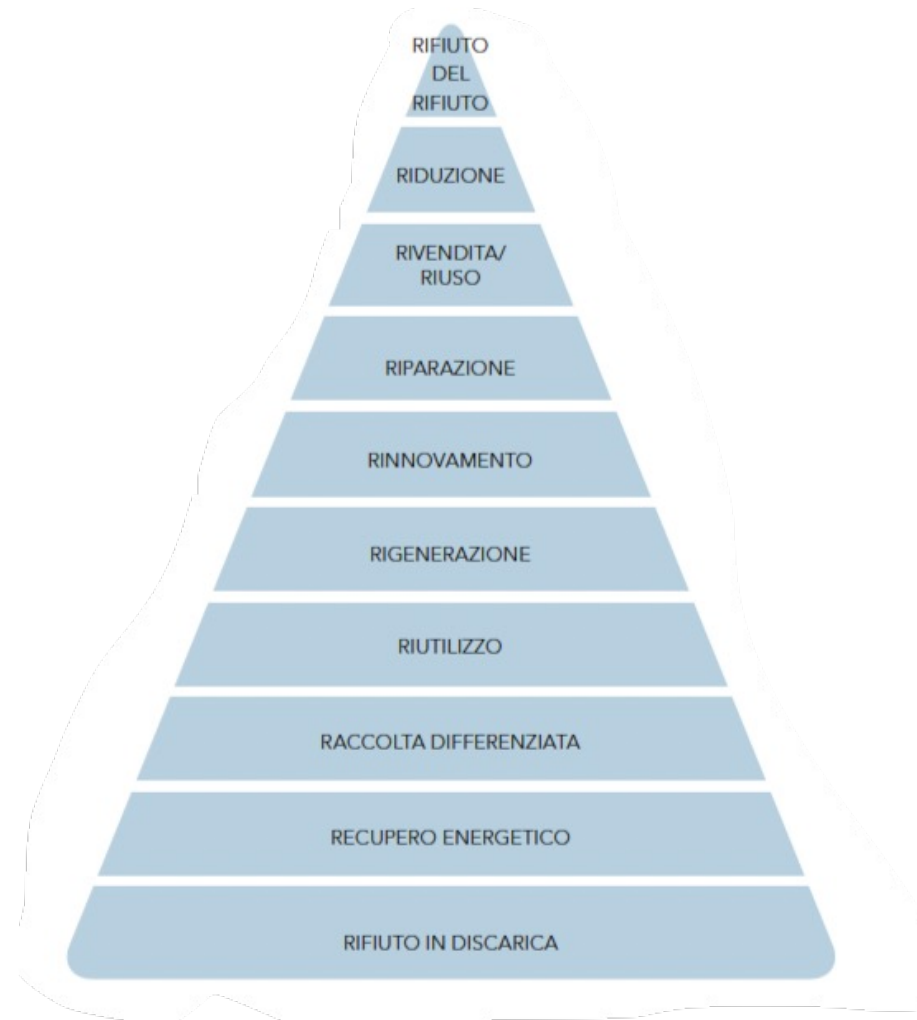 RIFIUTO
DEL
RIFIUTO
RIDUZIONE
RIVENDITA/
RIUSO
RIPARAZIONE
RINNOVAMENTO
RIGENERAZIONE
RIUTILIZZO
RACCOLTA DIFFERENZIATA
RECUPERO ENERGETICO
RIFIUTO IN DISCARICA